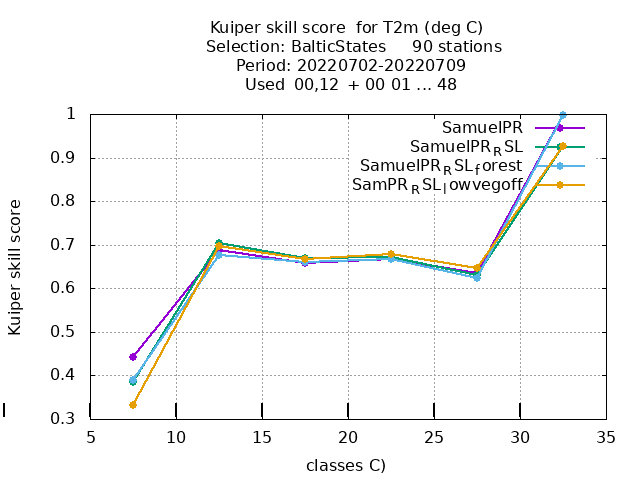 Kuiper skill score for T2m (deg C)
Selection: BalticStates 90 stations
Period: 20220702-20220709
Used 00,12 + 00 01 ... 48
SamuelPR
SamuelPR_RSL
SamuelPR_RSL_forest
SamPR_RSL_lowvegoff
1
0.9
0.8
0.7
0.6
0.5
0.4
0.3
Kuiper skill score
5 10 15 20 25 30 35
classes C)